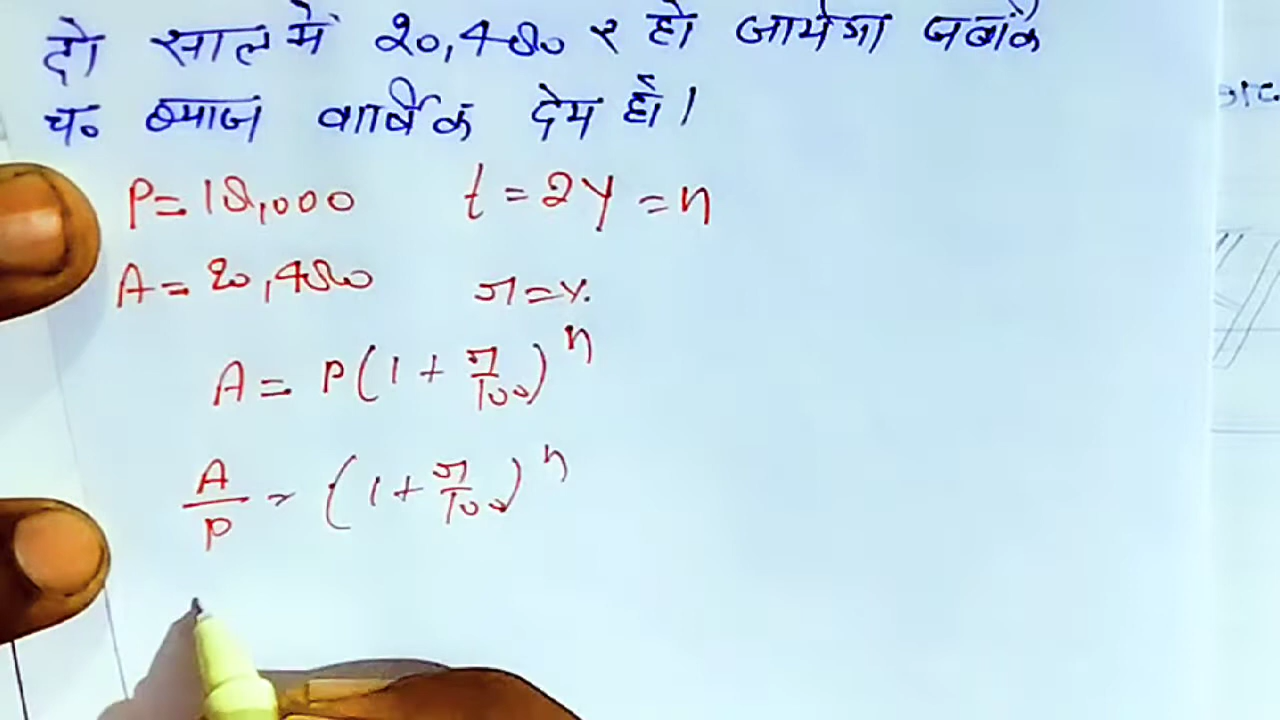 दो साल में 20,480 र हो जायेगा जबकि
च० ब्याज वार्षिक देय हो।
P = 18,000 t = 2y = n
A = 20,480 r = ?.
A = P(1 + r/100)^n
A/P = (1 + r/100)^n